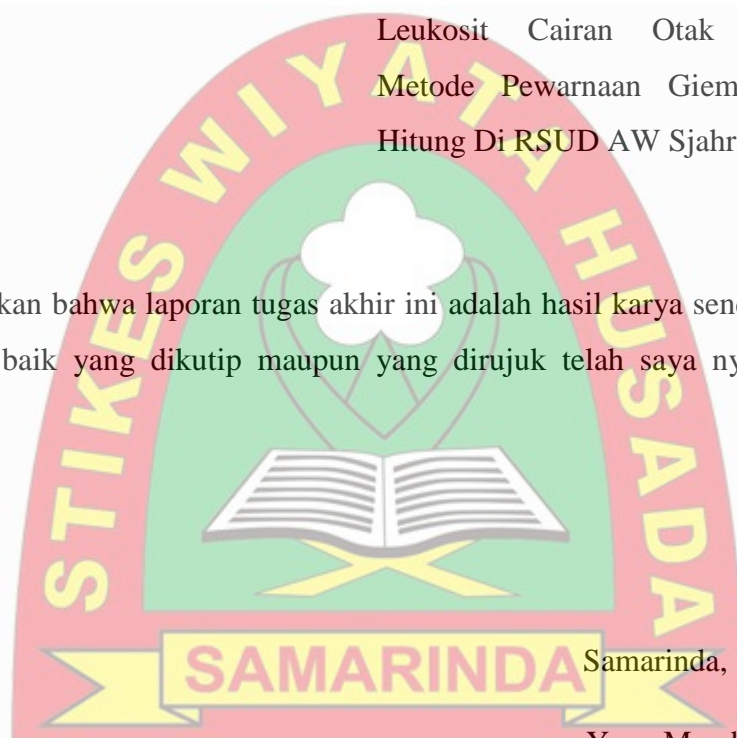 Leukosit Cairan Otak
Metode Pewarnaan Giem
Hitung Di RSUD AW Sjahr
kan bahwa laporan tugas akhir ini adalah hasil karya send
baik yang dikutip maupun yang dirujuk telah saya ny
STIKES WIYATA HUSADA
SAMARINDA
Samarinda,